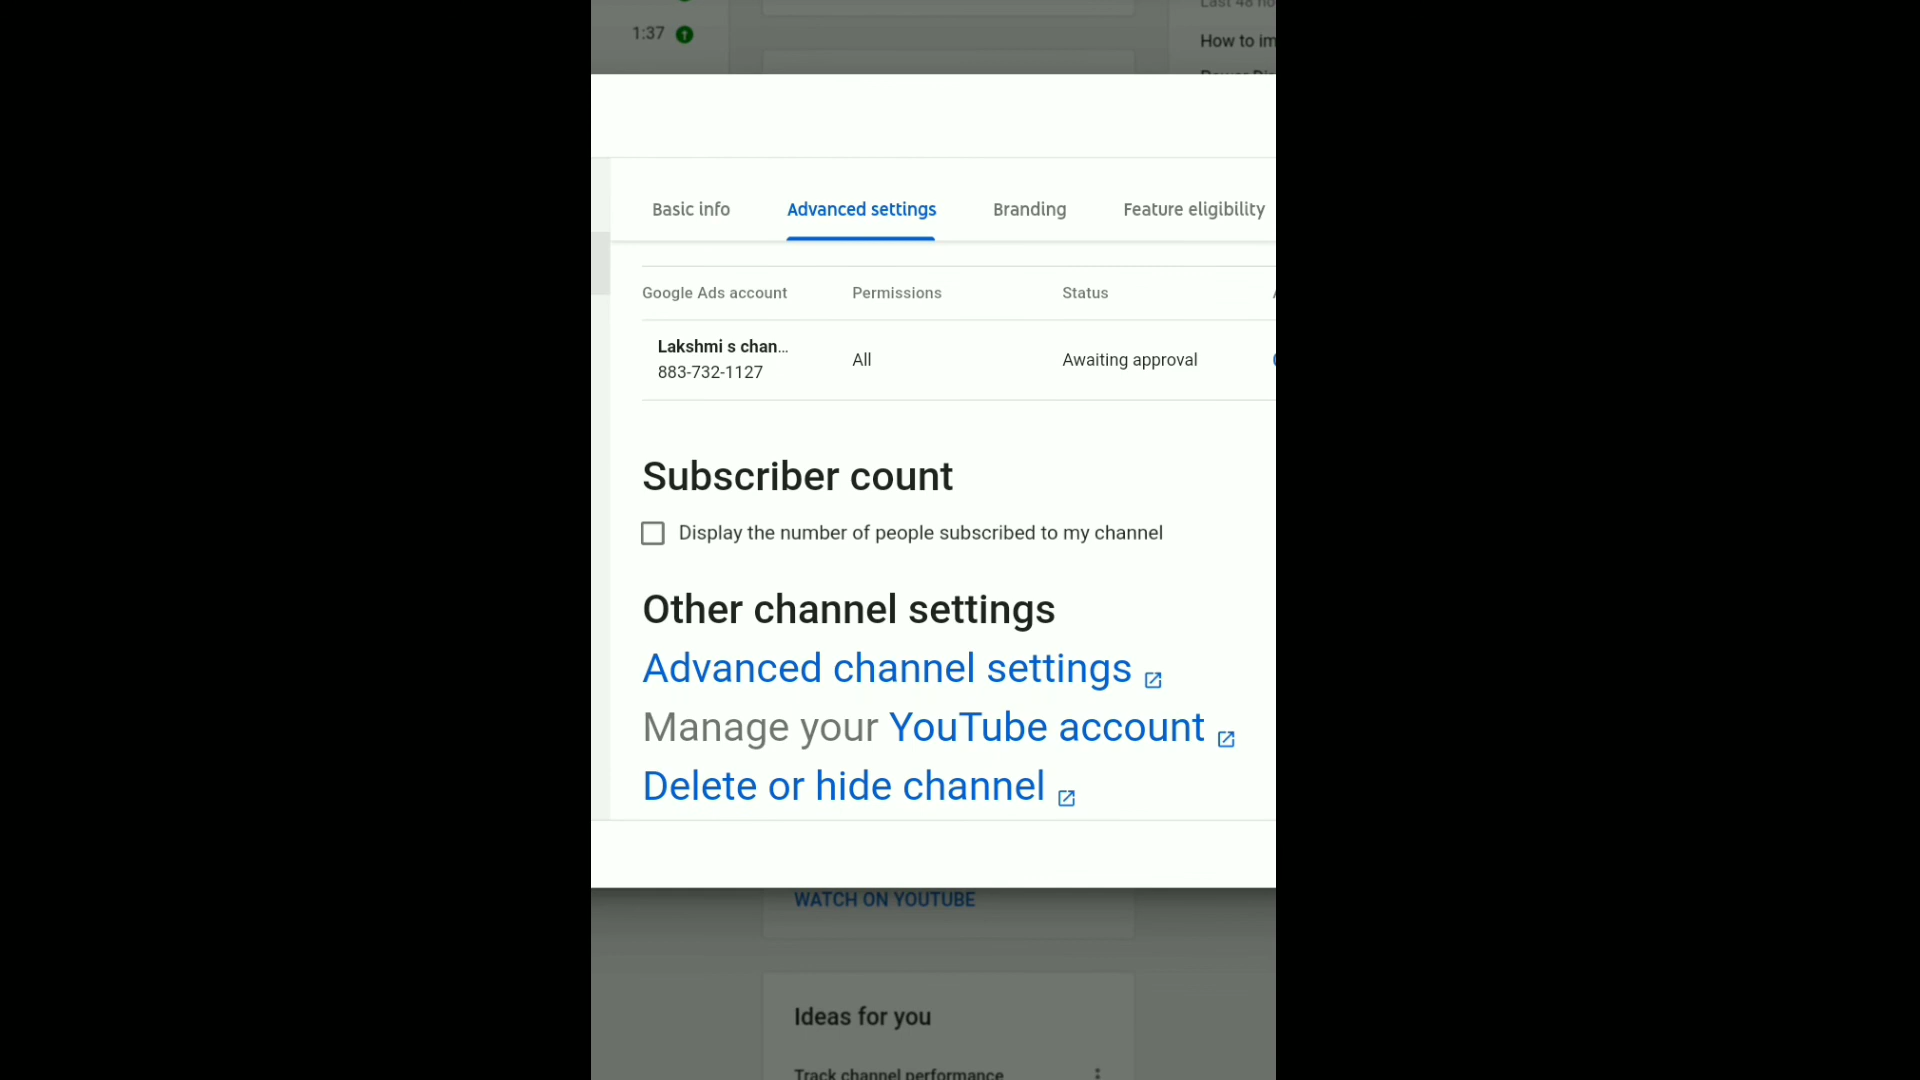 Last 48 ho
1:37
How to im
Basic info
Advanced settings
Branding
Feature eligibility
Google Ads account
Permissions
Status
Lakshmi s chan...
883-732-1127
All
Awaiting approval
Subscriber count
Display the number of people subscribed to my channel
Other channel settings
Advanced channel settings
Manage your YouTube account
Delete or hide channel
WATCH ON YOUTUBE
Ideas for you
Track channel performance